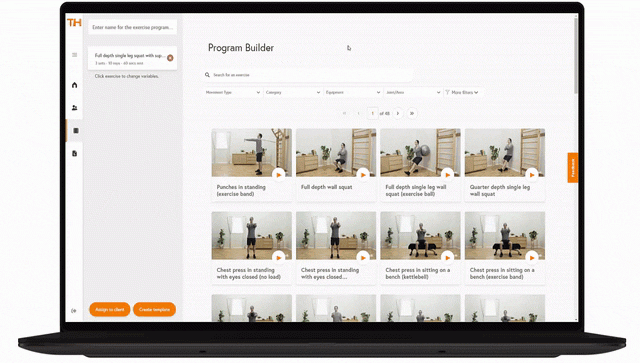 TH
Enter name for the exercise program...
Full depth single leg squat with sup...
3 sets · 10 reps · 60 secs rest
Click exercise to change variables.
Assign to client
Create template
Program Builder
Search for an exercise
Movement Type
Category
Equipment
Joint/Area
More filters
1 of 48
Punches in standing
(exercise band)
Full depth wall squat
Full depth single leg wall
squat (exercise ball)
Quarter depth single leg
wall squat
Chest press in standing
with eyes closed (no load)
Chest press in standing
with eyes closed....
Chest press in sitting on a
bench (kettlebell)
Chest press in sitting on a
bench (exercise band)
Feedback